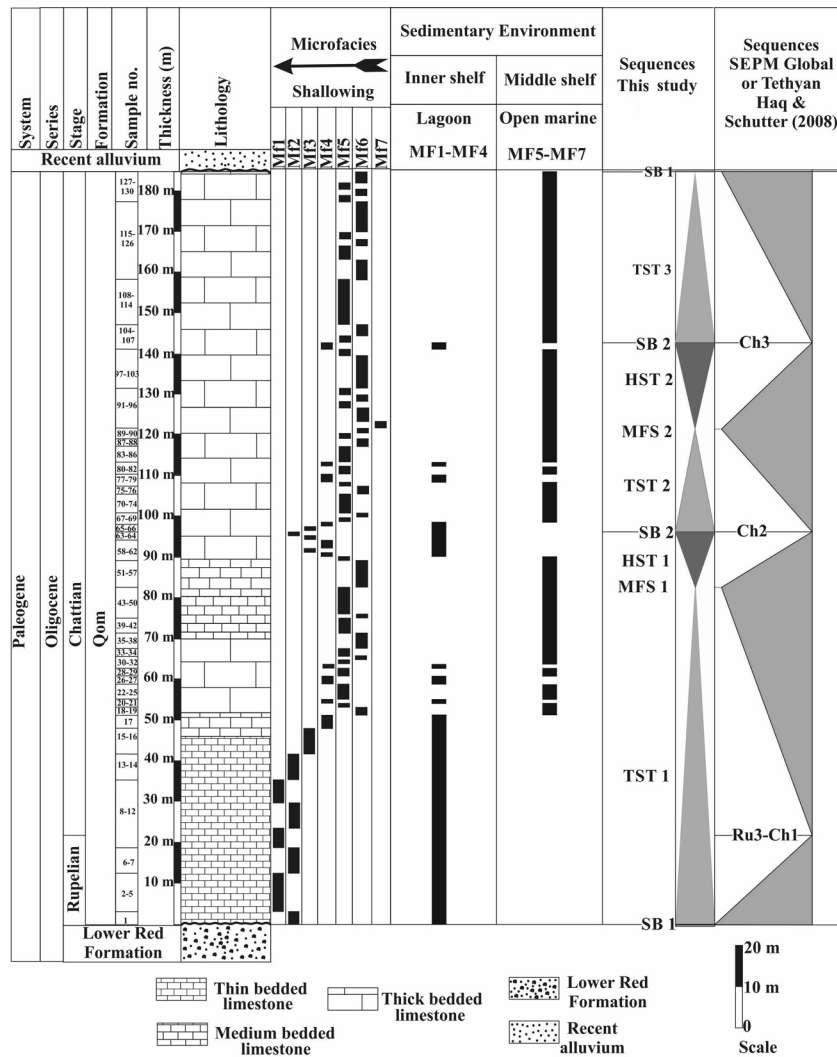 System
Series
Stage
Formation
Sample no.
Thickness (m)
Lithology
Microfacies
Shallowing
Mf1
Mf2
Mf3
Mf4
Mf5
Mf6
Mf7
Sedimentary Environment
Inner shelf
Middle shelf
Lagoon
Open marine
MF1-MF4
MF5-MF7
Sequences
This study
Sequences
SEPM Global
or Tethyan
Haq &
Schutter (2008)
Recent alluvium
Paleogene
Oligocene
Chattian
Rupelian
Qom
127-
130
115-
126
108-
114
104-
107
97-103
91-96
89-90
87-88
83-86
80-82
77-79
75-76
70-74
67-69
65-66
63-64
58-62
51-57
43-50
39-42
35-38
33-34
30-32
28-29
26-27
22-25
20-21
18-19
17
15-16
13-14
8-12
6-7
2-5
1
180 m
170 m
160 m
150 m
140 m
130 m
120 m
110 m
100 m
90 m
80 m
70 m
60 m
50 m
40 m
30 m
20 m
10 m
SB 1
TST 3
SB 2
HST 2
MFS 2
TST 2
SB 2
HST 1
MFS 1
TST 1
SB 1
Ch3
Ch2
Ru3-Ch1
Lower Red
Formation
Thin bedded
limestone
Medium bedded
limestone
Thick bedded
limestone
Lower Red
Formation
Recent
alluvium
20 m
10 m
0
Scale